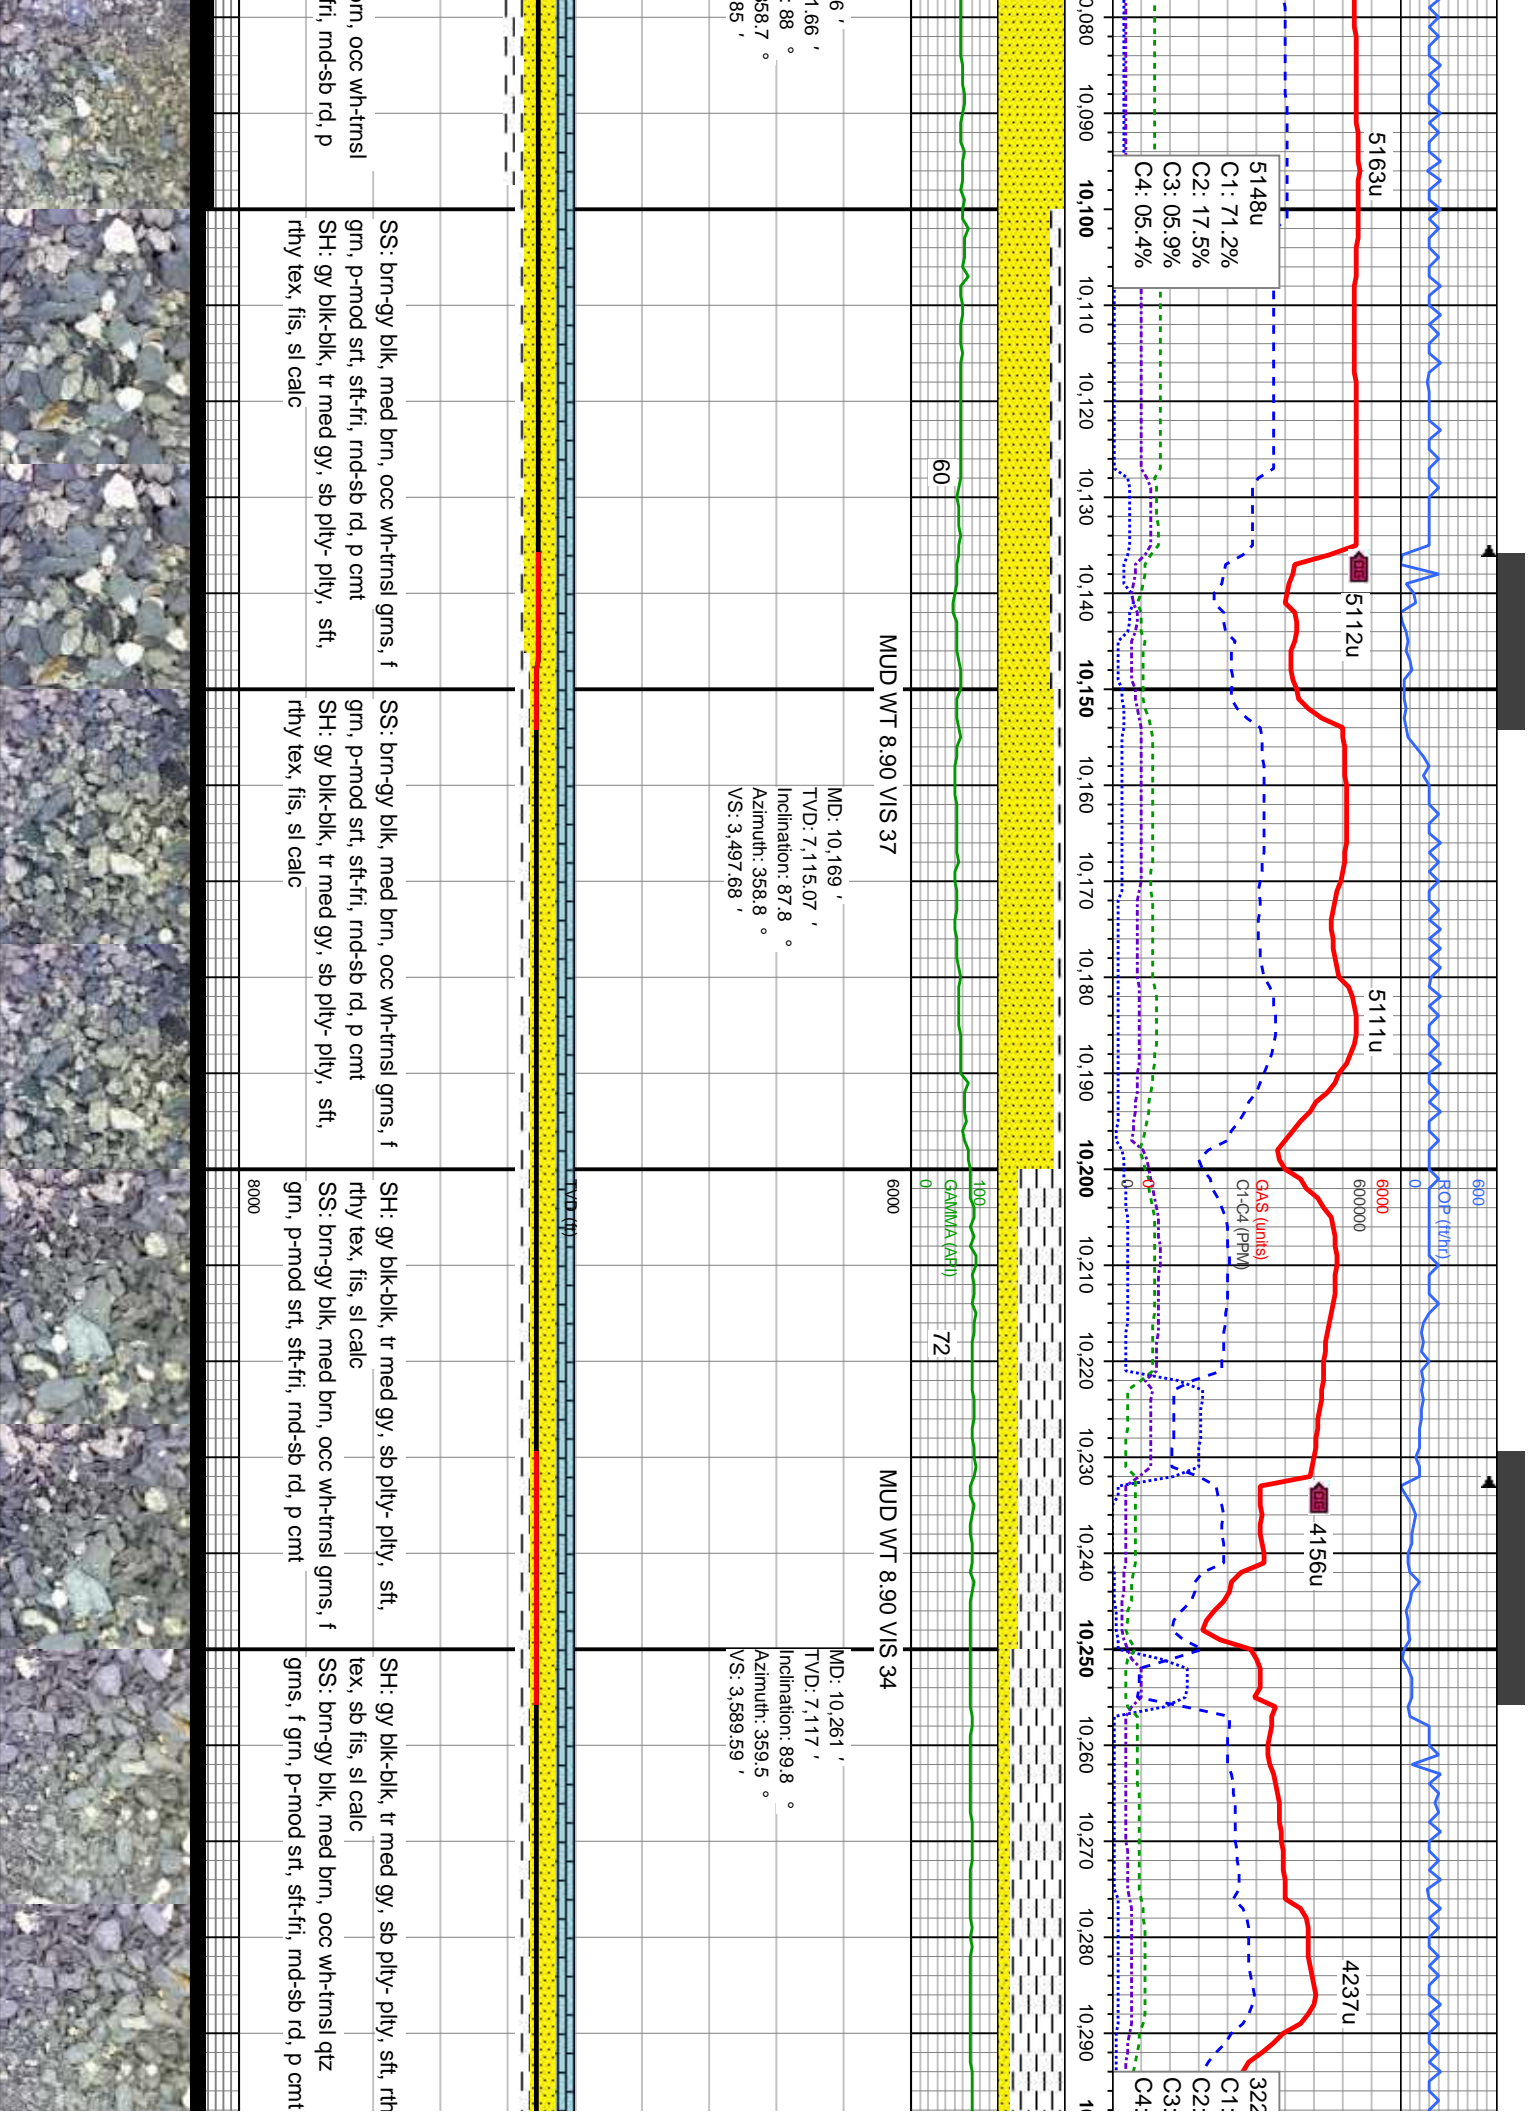 ROP (ft/hr)
0
600
5163u
5112u
5111u
4156u
4237u
GAS (units)
0
6000
C1-C4 (PPM)
0
600000
5148u
C1: 71.2%
C2: 17.5%
C3: 05.9%
C4: 05.4%
322
C1:
C2:
C3:
C4:
0,080
10,090
10,100
10,110
10,120
10,130
10,140
10,150
10,160
10,170
10,180
10,190
10,200
10,210
10,220
10,230
10,240
10,250
10,260
10,270
10,280
10,290
100
GAMMA (API)
0
60
72
MUD WT 8.90 VIS 37
MUD WT 8.90 VIS 34
6 '
1.66 '
: 88 °
358.7 °
85 '
MD: 10,169 '
TVD: 7,115.07 '
Inclination: 87.8 °
Azimuth: 358.8 °
VS: 3,497.68 '
MD: 10,261 '
TVD: 7,117 '
Inclination: 89.8 °
Azimuth: 359.5 °
VS: 3,589.59 '
6000
TVD (ft)
8000
rn, occ wh-trnsl
fri, rnd-sb rd, p
SS: brn-gy blk, med brn, occ wh-trnsl grns, f
grn, p-mod srt, sft-fri, rnd-sb rd, p cmt
SH: gy blk-blk, tr med gy, sb plty- plty, sft,
rthy tex, fis, sl calc
SS: brn-gy blk, med brn, occ wh-trnsl grns, f
grn, p-mod srt, sft-fri, rnd-sb rd, p cmt
SH: gy blk-blk, tr med gy, sb plty- plty, sft,
rthy tex, fis, sl calc
SH: gy blk-blk, tr med gy, sb plty- plty, sft,
rthy tex, fis, sl calc
SS: brn-gy blk, med brn, occ wh-trnsl grns, f
grn, p-mod srt, sft-fri, rnd-sb rd, p cmt
SH: gy blk-blk, tr med gy, sb plty- plty, sft, rth
tex, sb fis, sl calc
SS: brn-gy blk, med brn, occ wh-trnsl qtz
grns, f grn, p-mod srt, sft-fri, rnd-sb rd, p cmt